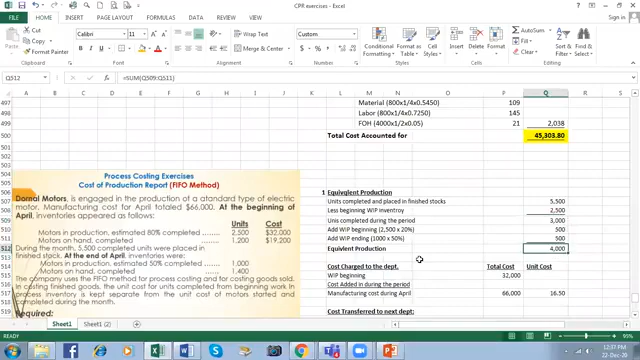 CPR exercises - Excel
FILE HOME INSERT PAGE LAYOUT FORMULAS DATA REVIEW VIEW Sign in
Cut
Copy
Format Painter
Paste
Clipboard
Calibri 11
Font
Wrap Text
Merge & Center
Alignment
Custom
Number
Conditional Formatting
Format as Table
Cell Styles
Styles
Insert Delete Format
Cells
AutoSum
Fill
Clear
Sort & Filter
Find & Select
Editing
Q512 =SUM(Q509:Q511)
A B C D E F G H I J K L M N O P Q R S
497 Material (800x1/4x0.5450) 109
498 Labor (800x1/4x0.7250) 145
499 FOH (4000x1/2x0.05) 21 2,038
500 Total Cost Accounted for 45,303.80
Process Costing Exercises
Cost of Production Report (FIFO Method)
Dornal Motors, is engaged in the production of a atandard type of electric
motor. Manufacturing cost for April totaled $66,000. At the beginning of
April, inventories appeared as follows:
Units Cost
Motors in production, estimated 80% completed 2,500 $32,000
Motors on hand, completed 1,200 $19,200
During the month, 5,500 completed units were placed in
finished stock. At the end of April, inventories were:
Motors in production, estimated 50% completed 1,000
Motors on hand, completed 1,400
The company uses the FIFO method for process costing and for costing goods sold.
In costing finished goods, the unit cost for units completed from beginning work in
process inventory is kept separate from the unit cost of motors started and
completed during the month.
Required:
1 Equivqlent Production
Units completed and placed in finished stocks 5,500
Less beginning WIP inventroy 2,500
Units completed during the period 3,000
Add beginning WIP (2,500 x 20%) 500
Add WIP ending (1000 x 50%) 500
Equivlent Production 4,000
Cost Charged to the dept. Total Cost Unit Cost
WIP beginning 32,000
Cost Added in during the period
Manufacturing cost during April 66,000 16.50
Cost Transferred to next dept:
Sheet1 Sheet1 (2)
READY
95%
12:37 PM
22-Dec-20